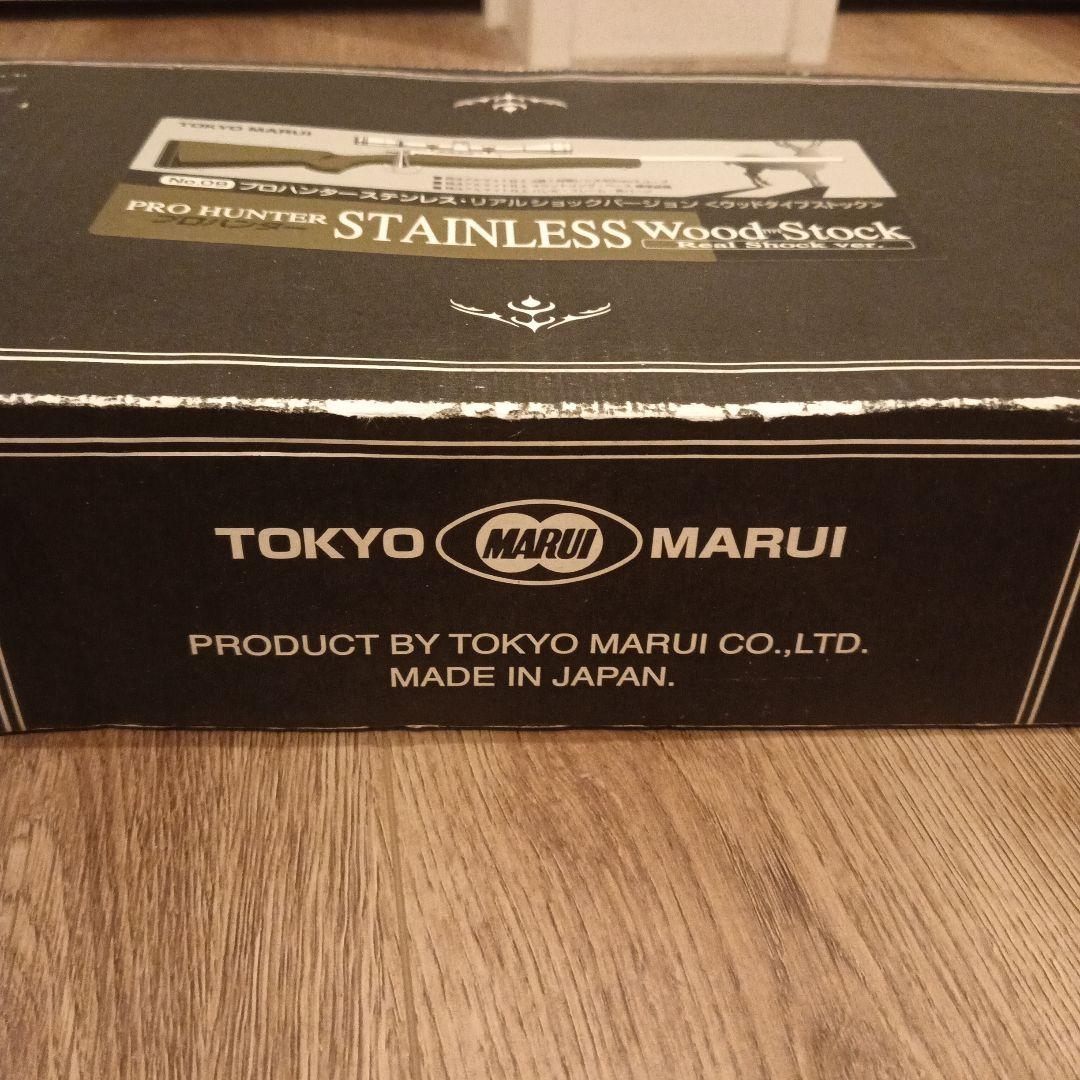 TOKYO MARUI
No.09 プロハンターステンレス・リアルショックバージョン <ウッドタイプストック>
PRO HUNTER STAINLESS Wood Stock
プロハンター
Real Shock ver.
TOKYO MARUI MARUI
PRODUCT BY TOKYO MARUI CO.,LTD.
MADE IN JAPAN.